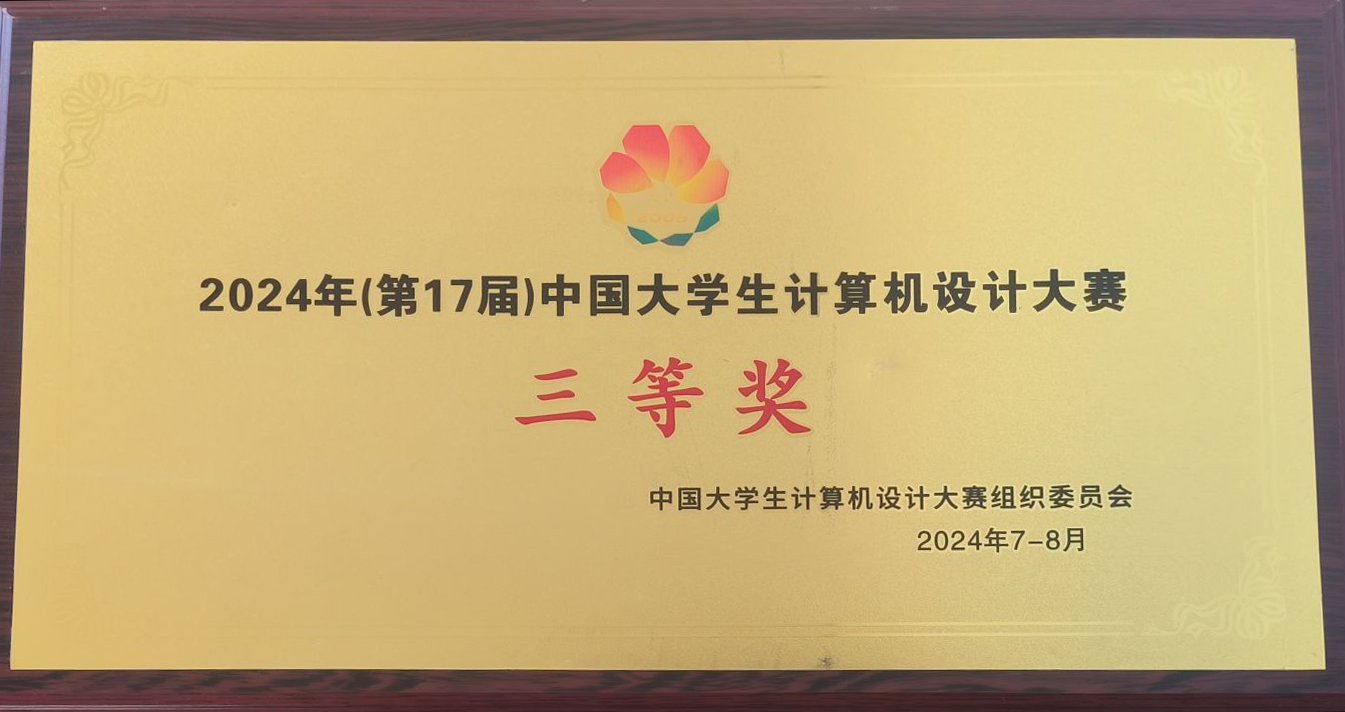 2008
2024年(第17届)中国大学生计算机设计大赛
三等奖
中国大学生计算机设计大赛组织委员会
2024年7-8月